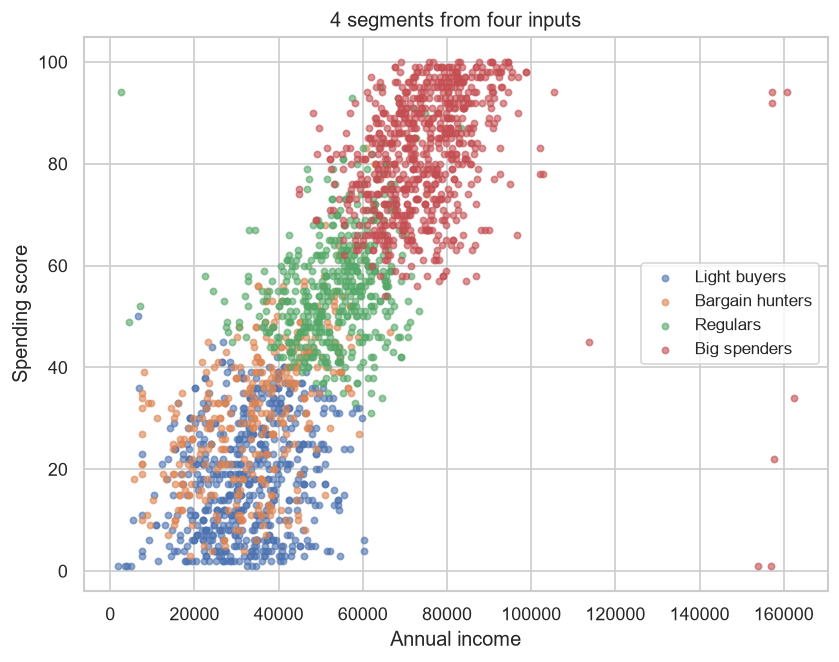 4 segments from four inputs
100
80
60
40
20
0
Spending score
Light buyers
Bargain hunters
Regulars
Big spenders
0 20000 40000 60000 80000 100000 120000 140000 160000
Annual income